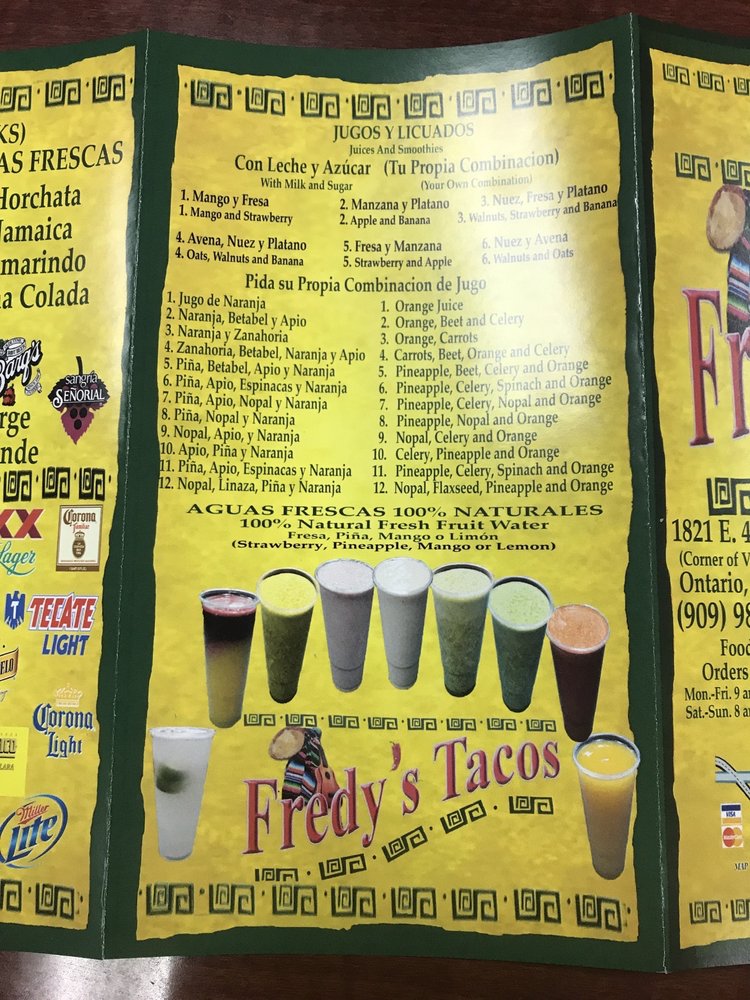 KS)
AS FRESCAS
Horchata
Jamaica
marindo
a Colada
Barq's
sangría
SEÑORIAL
rge
nde
XX
Lager
Corona
Familiar
TECATE
LIGHT
Corona
Light
Miller
Lite
JUGOS Y LICUADOS
Juices And Smoothies
Con Leche y Azúcar (Tu Propia Combinacion)
With Milk and Sugar (Your Own Combination)
1. Mango y Fresa 2. Manzana y Platano 3. Nuez, Fresa y Platano
1. Mango and Strawberry 2. Apple and Banana 3. Walnuts, Strawberry and Banana
4. Avena, Nuez y Platano 5. Fresa y Manzana 6. Nuez y Avena
4. Oats, Walnuts and Banana 5. Strawberry and Apple 6. Walnuts and Oats
Pida su Propia Combinacion de Jugo
1. Jugo de Naranja 1. Orange Juice
2. Naranja, Betabel y Apio 2. Orange, Beet and Celery
3. Naranja y Zanahoria 3. Orange, Carrots
4. Zanahoria, Betabel, Naranja y Apio 4. Carrots, Beet, Orange and Celery
5. Piña, Betabel, Apio y Naranja 5. Pineapple, Beet, Celery and Orange
6. Piña, Apio, Espinacas y Naranja 6. Pineapple, Celery, Spinach and Orange
7. Piña, Apio, Nopal y Naranja 7. Pineapple, Celery, Nopal and Orange
8. Piña, Nopal y Naranja 8. Pineapple, Nopal and Orange
9. Nopal, Apio, y Naranja 9. Nopal, Celery and Orange
10. Apio, Piña y Naranja 10. Celery, Pineapple and Orange
11. Piña, Apio, Espinacas y Naranja 11. Pineapple, Celery, Spinach and Orange
12. Nopal, Linaza, Piña y Naranja 12. Nopal, Flaxseed, Pineapple and Orange
AGUAS FRESCAS 100% NATURALES
100% Natural Fresh Fruit Water
Fresa, Piña, Mango o Limón
(Strawberry, Pineapple, Mango or Lemon)
Fredy's Tacos
Fr
1821 E. 4
(Corner of V
Ontario,
(909) 98
Food
Orders
Mon.-Fri. 9 a
Sat.-Sun. 8 a
VISA
MasterCard
MAP